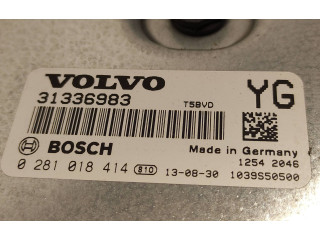 VOLVO
31336983
T5BVD
YG
Made in Germany
BOSCH
1254 2046
0 281 018 414 810 13-08-30 1039S50500